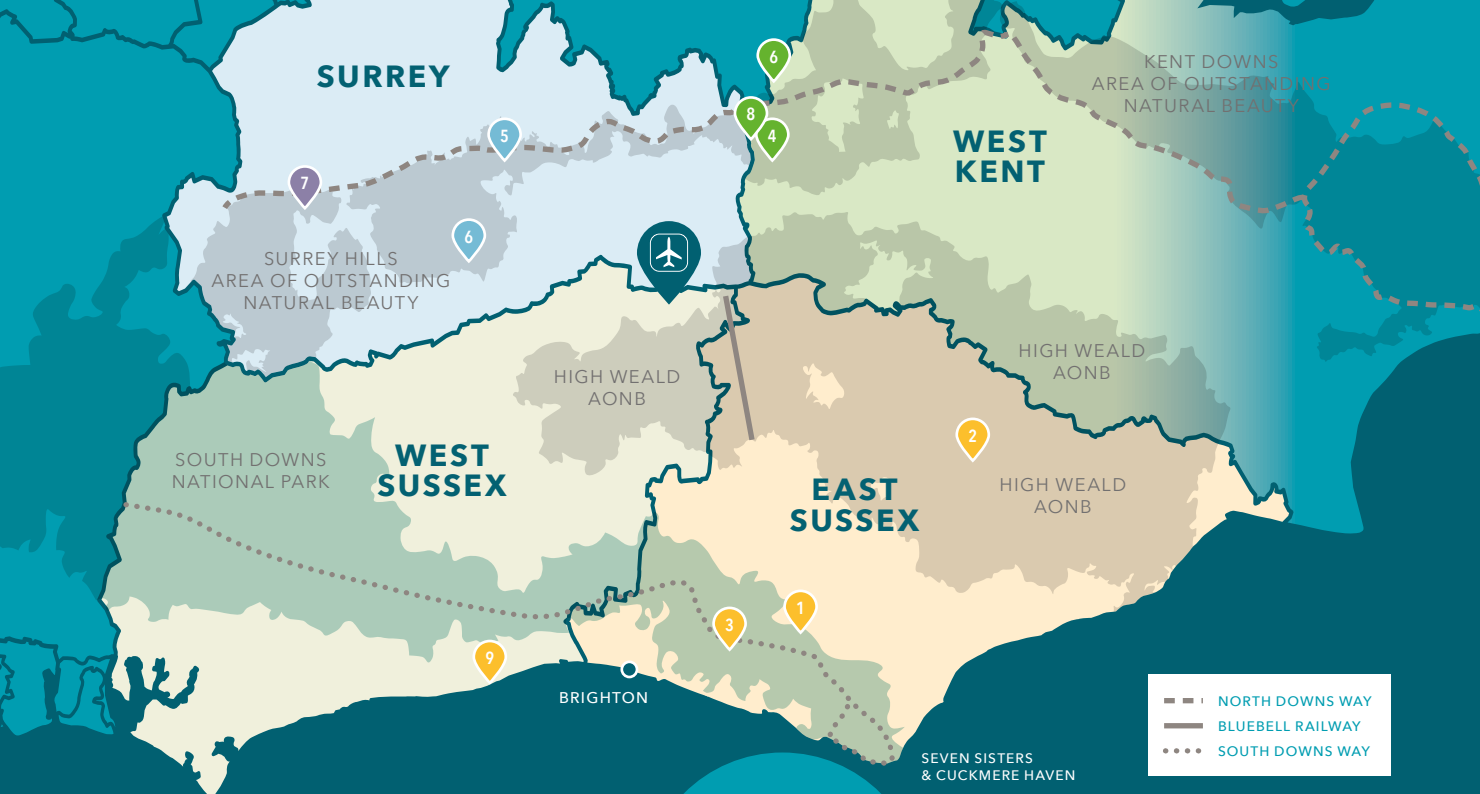 6
KENT DOWNS
AREA OF OUTSTANDING
NATURAL BEAUTY
SURREY
8
4
5
WEST
KENT
7
6
SURREY HILLS
AREA OF OUTSTANDING
NATURAL BEAUTY
HIGH WEALD
AONB
HIGH WEALD
AONB
2
SOUTH DOWNS
NATIONAL PARK
WEST
SUSSEX
EAST
SUSSEX
HIGH WEALD
AONB
1
3
9
BRIGHTON
SEVEN SISTERS
& CUCKMERE HAVEN
NORTH DOWNS WAY
BLUEBELL RAILWAY
SOUTH DOWNS WAY